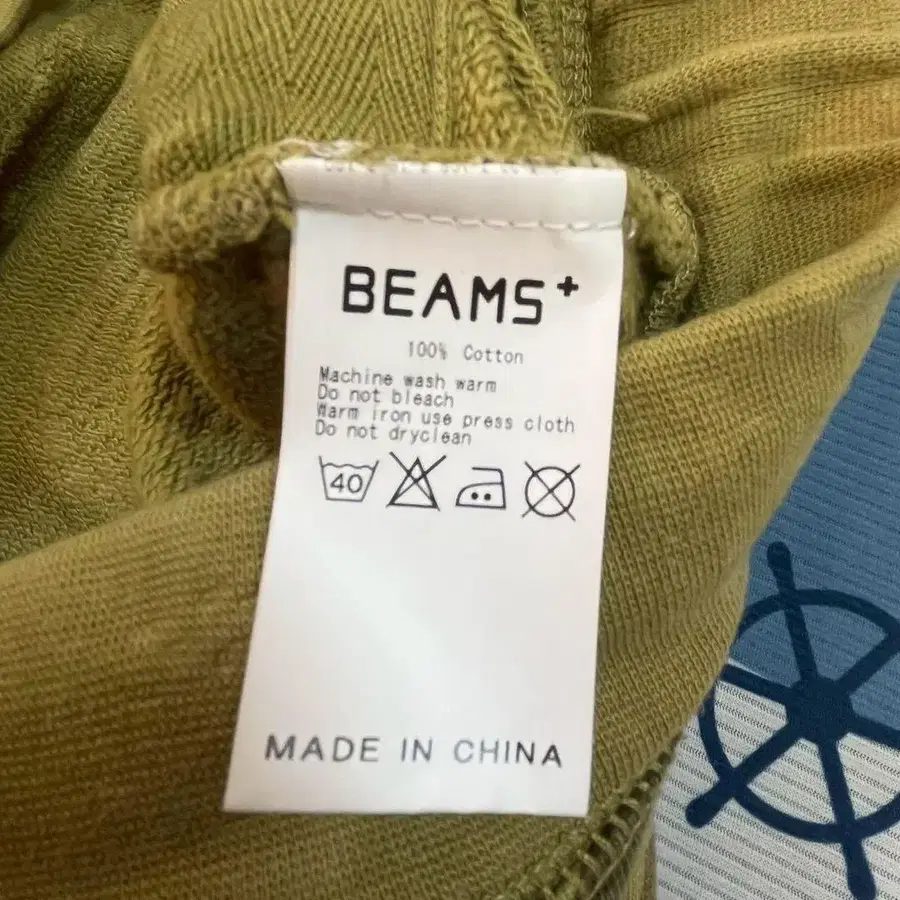 BEAMS+
100% Cotton
Machine wash warm
Do not bleach
Warm iron use press cloth
Do not dryclean
40
MADE IN CHINA